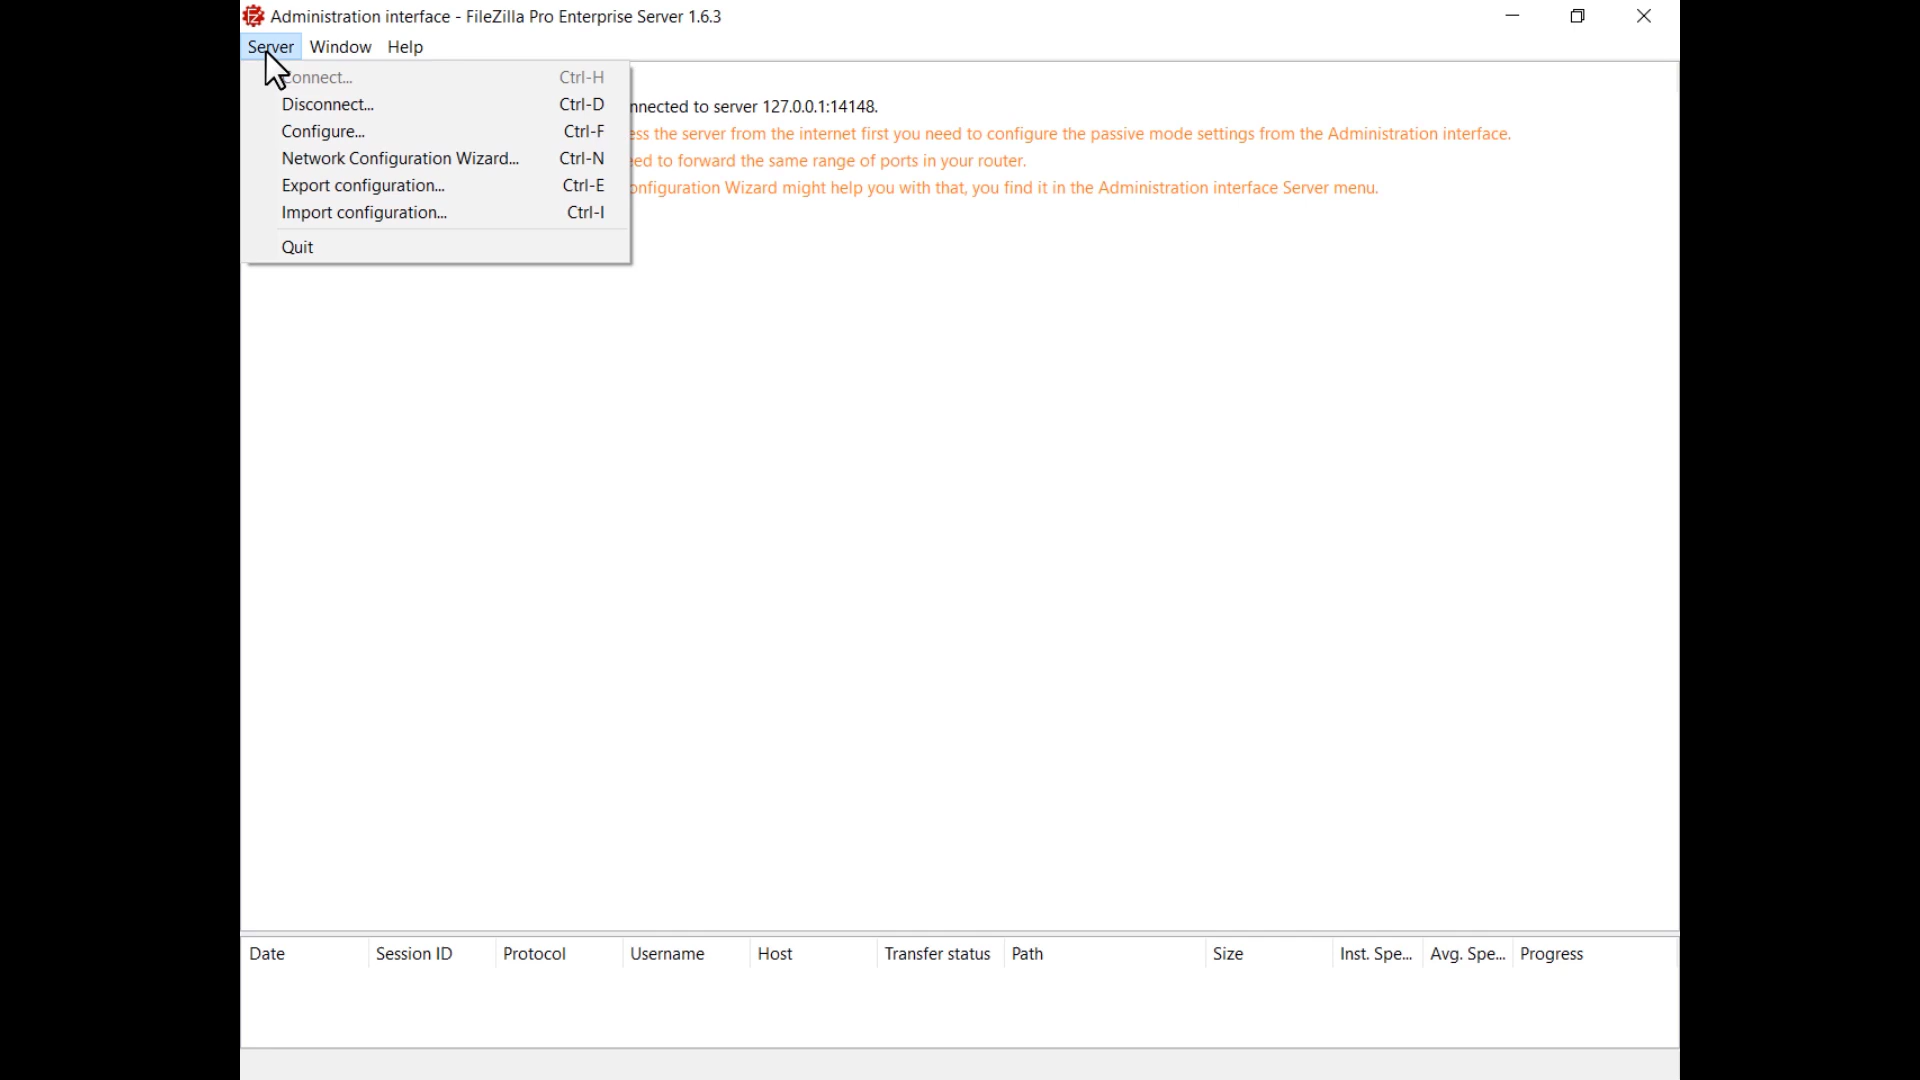 Administration interface - FileZilla Pro Enterprise Server 1.6.3
Server Window Help
Connect... Ctrl-H
Disconnect... Ctrl-D
nnected to server 127.0.0.1:14148.
Configure... Ctrl-F
ess the server from the internet first you need to configure the passive mode settings from the Administration interface.
Network Configuration Wizard... Ctrl-N
ed to forward the same range of ports in your router.
Export configuration... Ctrl-E
onfiguration Wizard might help you with that, you find it in the Administration interface Server menu.
Import configuration... Ctrl-I
Quit
Date Session ID Protocol Username Host Transfer status Path Size Inst. Spe... Avg. Spe... Progress